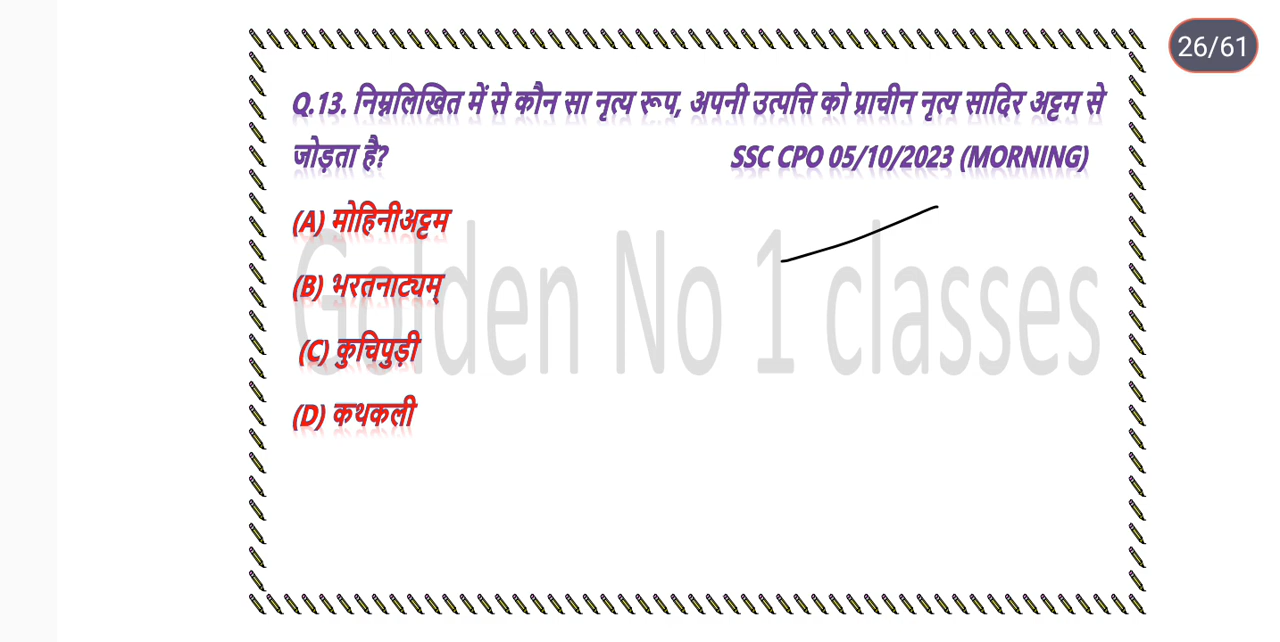 26/61
Q.13. निम्नलिखित में से कौन सा नृत्य रूप, अपनी उत्पत्ति को प्राचीन नृत्य सादिर अट्टम से
जोड़ता है? SSC CPO 05/10/2023 (MORNING)
(A) मोहिनीअट्टम
(B) भरतनाट्यम्
(C) कुचिपुड़ी
(D) कथकली
Golden No 1 classes